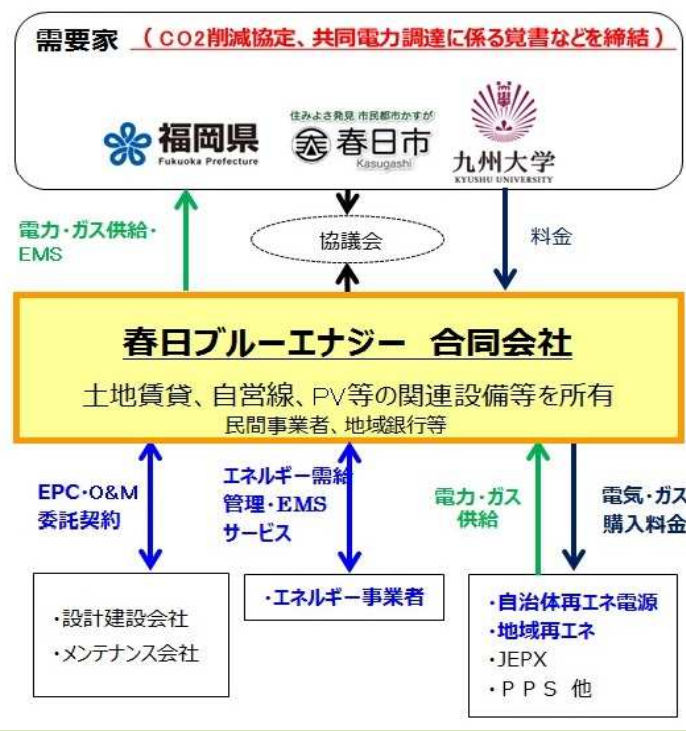 需要家 （CO2削減協定、共同電力調達に係る覚書などを締結）
福岡県
Fukuoka Prefecture
住みよさ発見 市民都市かすが
春日市
Kasugashi
九州大学
KYUSHU UNIVERSITY
電力・ガス供給・
EMS
協議会
料金
春日ブルーエナジー 合同会社
土地賃貸、自営線、PV等の関連設備等を所有
民間事業者、地域銀行等
EPC・O&M
委託契約
エネルギー需給
管理・EMS
サービス
電力・ガス
供給
電気・ガス
購入料金
・設計建設会社
・メンテナンス会社
・エネルギー事業者
・自治体再エネ電源
・地域再エネ
・JEPX
・ＰＰＳ 他